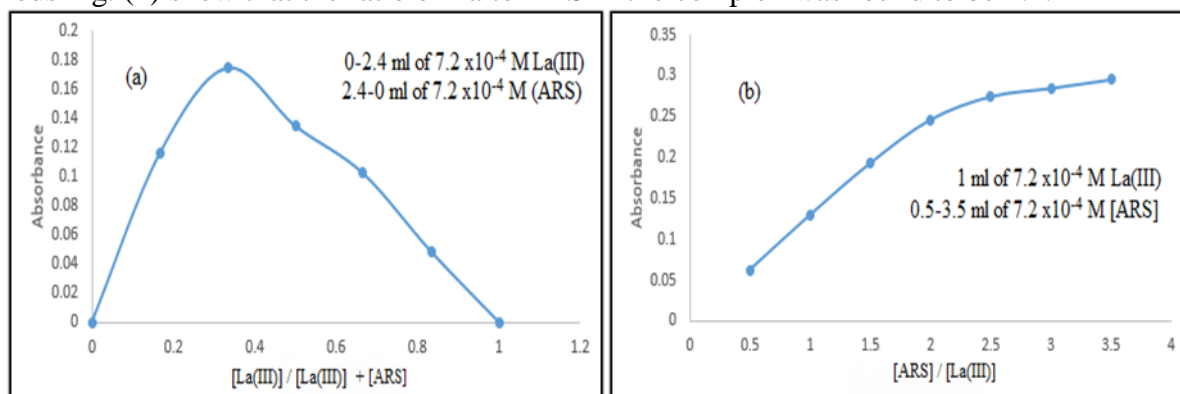 (a)
0-2.4 ml of 7.2 x10⁻⁴ M La(III)
2.4-0 ml of 7.2 x10⁻⁴ M (ARS)
Absorbance
0.2
0.18
0.16
0.14
0.12
0.1
0.08
0.06
0.04
0.02
0
0 0.2 0.4 0.6 0.8 1 1.2
[La(III)] / [La(III)] + [ARS]
(b)
1 ml of 7.2 x10⁻⁴ M La(III)
0.5-3.5 ml of 7.2 x10⁻⁴ M [ARS]
Absorbance
0.35
0.3
0.25
0.2
0.15
0.1
0.05
0
0 0.5 1 1.5 2 2.5 3 3.5 4
[ARS] / [La(III)]